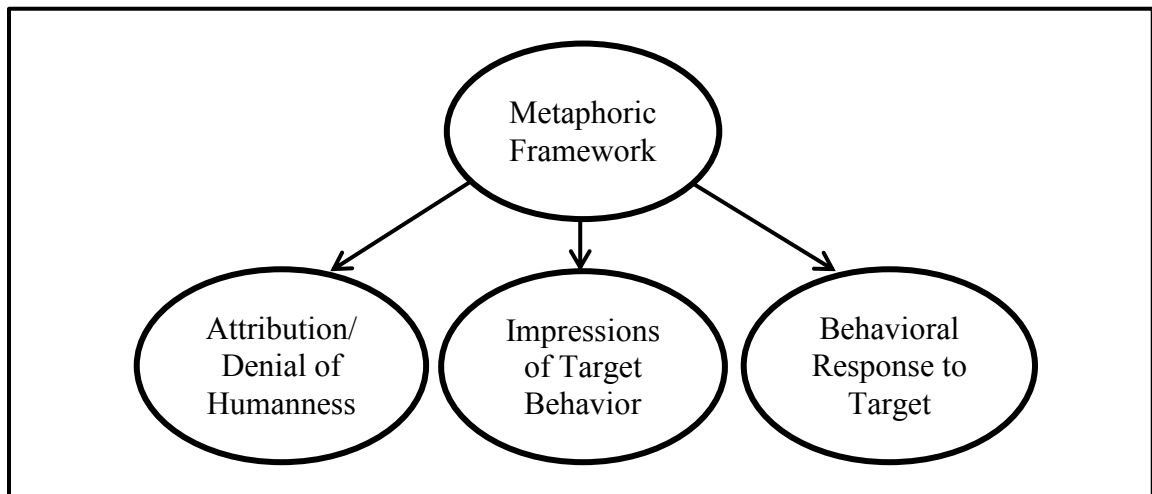 Metaphoric
Framework
Attribution/
Denial of
Humanness
Impressions
of Target
Behavior
Behavioral
Response to
Target